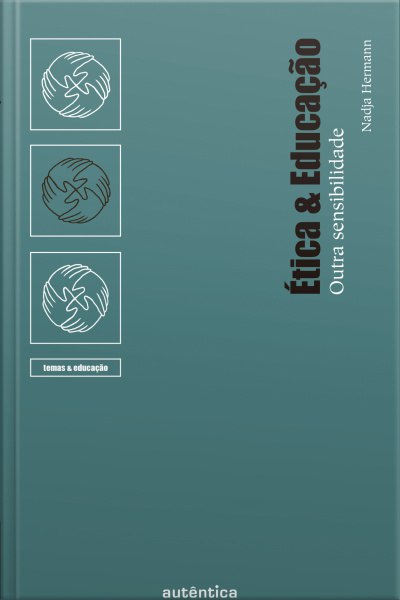 Ética & Educação
Outra sensibilidade
Nadja Hermann
temas & educação
autêntica